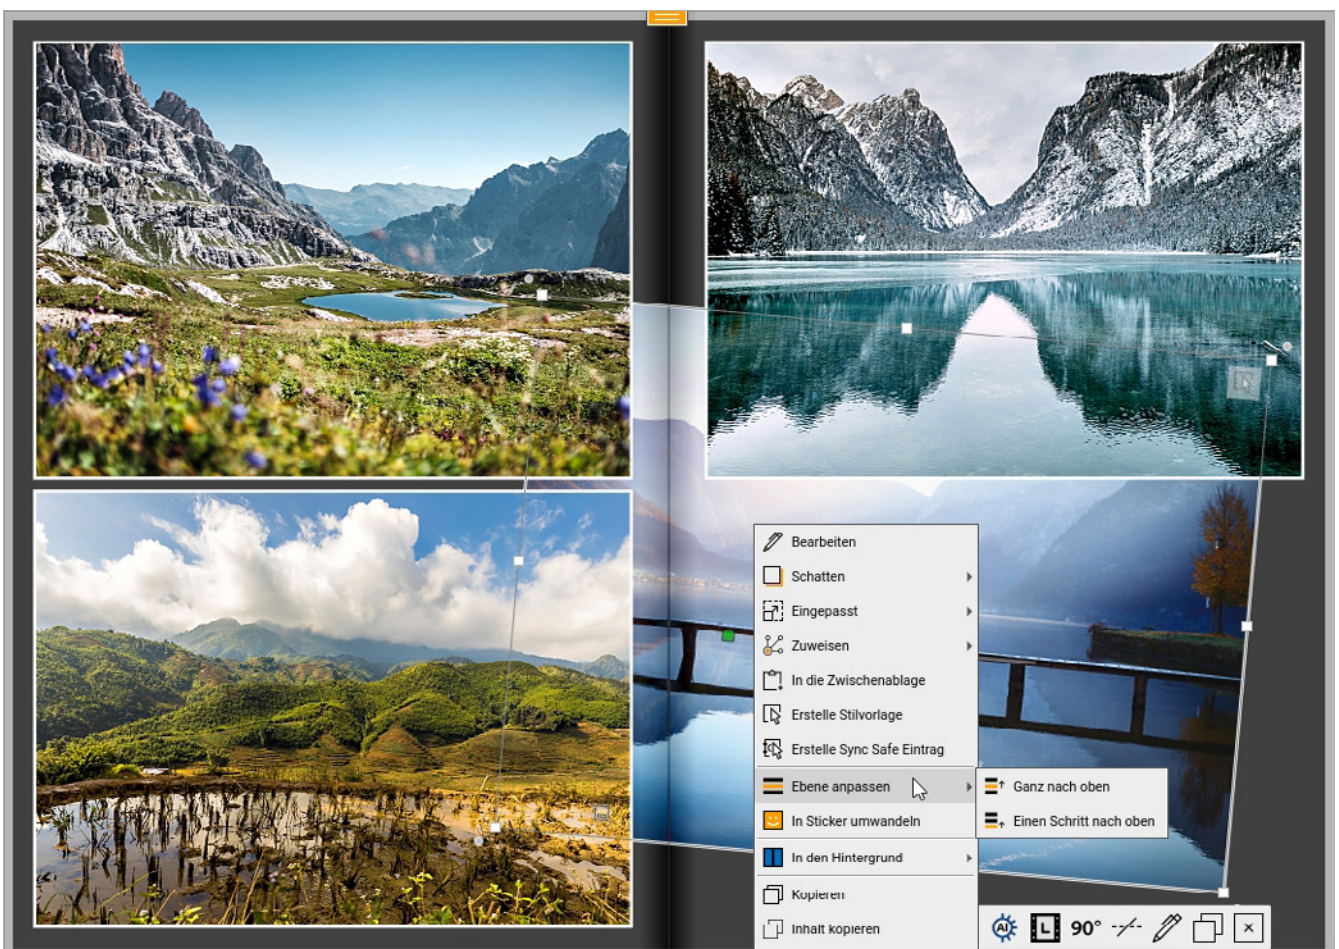 Bearbeiten
Schatten
Eingepasst
Zuweisen
In die Zwischenablage
Erstelle Stilvorlage
Erstelle Sync Safe Eintrag
Ebene anpassen
Ganz nach oben
In Sticker umwandeln
Einen Schritt nach oben
In den Hintergrund
Kopieren
Inhalt kopieren
AI L 90°